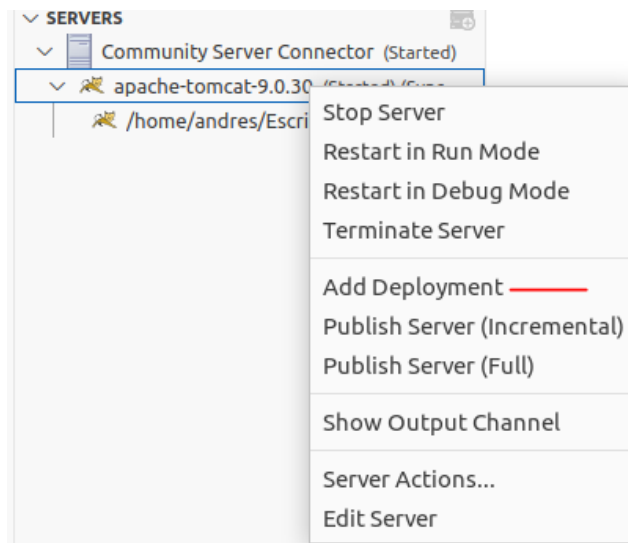 SERVERS
Community Server Connector (Started)
apache-tomcat-9.0.30 (Started) (Sync
/home/andres/Escri
Stop Server
Restart in Run Mode
Restart in Debug Mode
Terminate Server
Add Deployment
Publish Server (Incremental)
Publish Server (Full)
Show Output Channel
Server Actions...
Edit Server